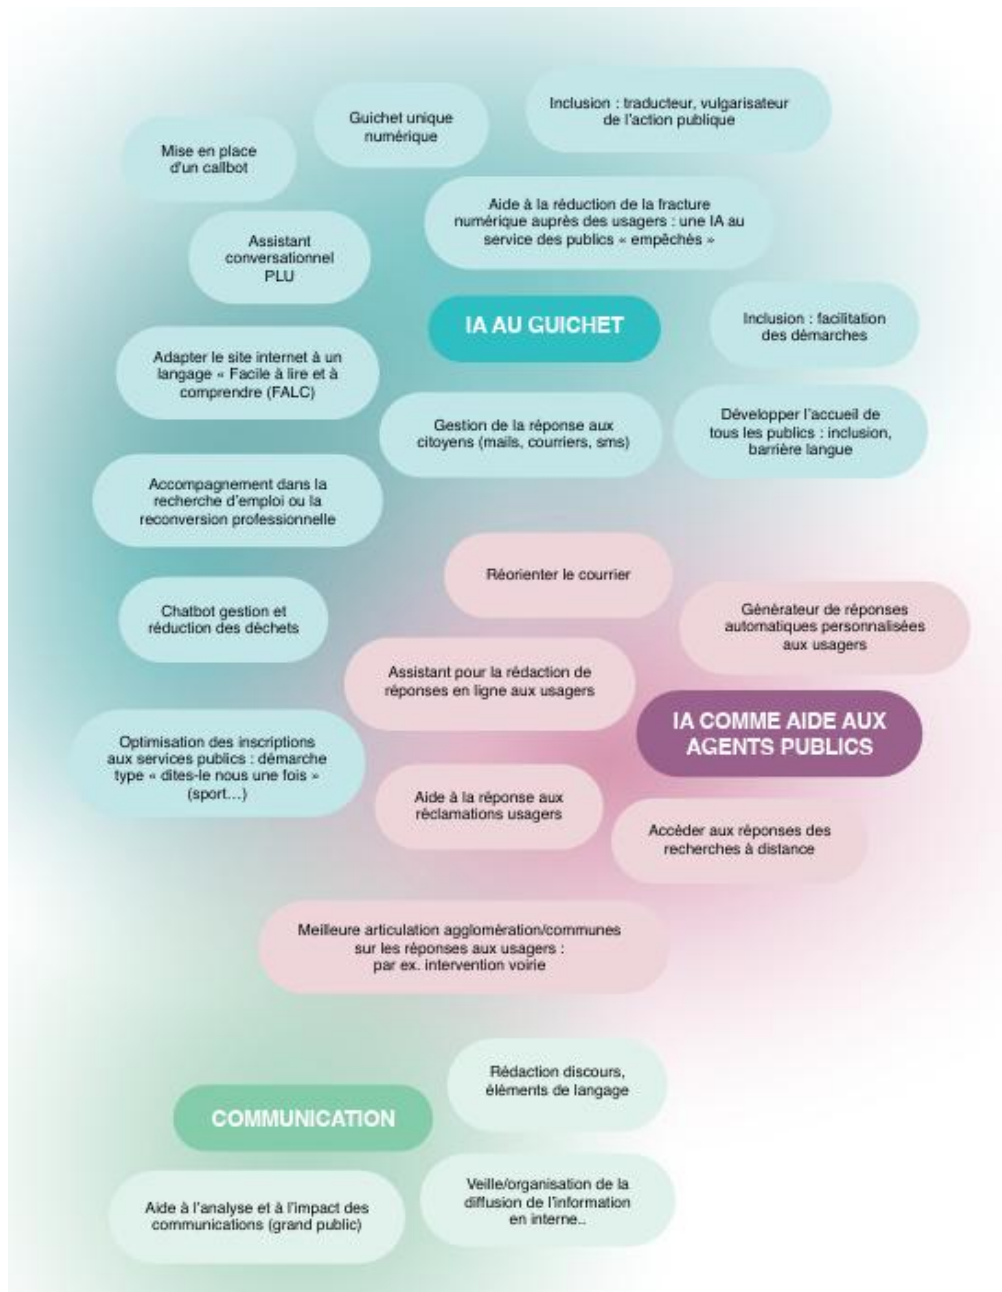 Inclusion : traducteur, vulgarisateur
de l'action publique
Guichet unique
numérique
Mise en place
d'un callbot
Aide à la réduction de la fracture
numérique auprès des usagers : une IA au
service des publics « empêchés »
Assistant
conversationnel
PLU
IA AU GUICHET
Inclusion : facilitation
des démarches
Adapter le site internet à un
langage « Facile à lire et à
comprendre (FALC)
Gestion de la réponse aux
citoyens (mails, courriers, sms)
Développer l'accueil de
tous les publics : inclusion,
barrière langue
Accompagnement dans la
recherche d'emploi ou la
reconversion professionnelle
Réorienter le courrier
Chatbot gestion et
réduction des déchets
Générateur de réponses
automatiques personnalisées
aux usagers
Assistant pour la rédaction de
réponses en ligne aux usagers
IA COMME AIDE AUX
AGENTS PUBLICS
Optimisation des inscriptions
aux services publics : démarche
type « dites-le nous une fois »
(sport...)
Aide à la réponse aux
réclamations usagers
Accéder aux réponses des
recherches à distance
Meilleure articulation agglomération/communes
sur les réponses aux usagers :
par ex. intervention voirie
Rédaction discours,
éléments de langage
COMMUNICATION
Veille/organisation de la
diffusion de l'information
en interne..
Aide à l'analyse et à l'impact des
communications (grand public)